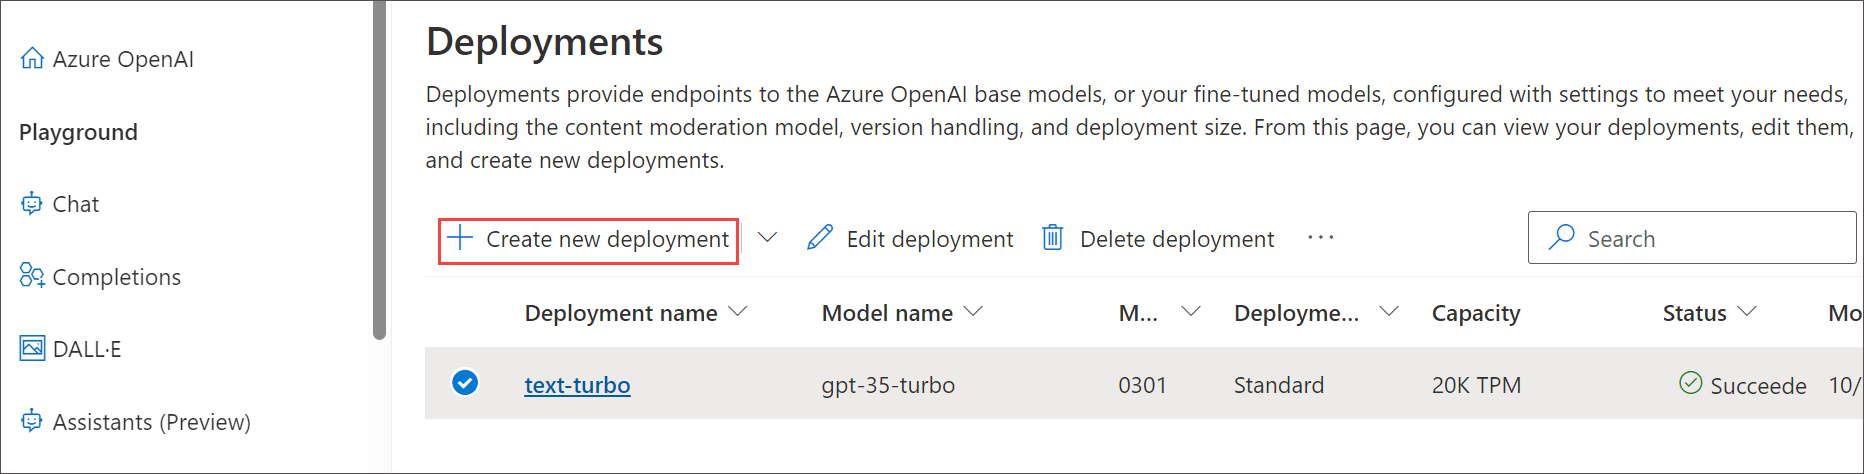 Azure OpenAI
Playground
Chat
Completions
DALL·E
Assistants (Preview)
Deployments
Deployments provide endpoints to the Azure OpenAI base models, or your fine-tuned models, configured with settings to meet your needs,
including the content moderation model, version handling, and deployment size. From this page, you can view your deployments, edit them,
and create new deployments.
Create new deployment Edit deployment Delete deployment ··· Search
Deployment name Model name M... Deployme... Capacity Status Mo
text-turbo gpt-35-turbo 0301 Standard 20K TPM Succeede 10/